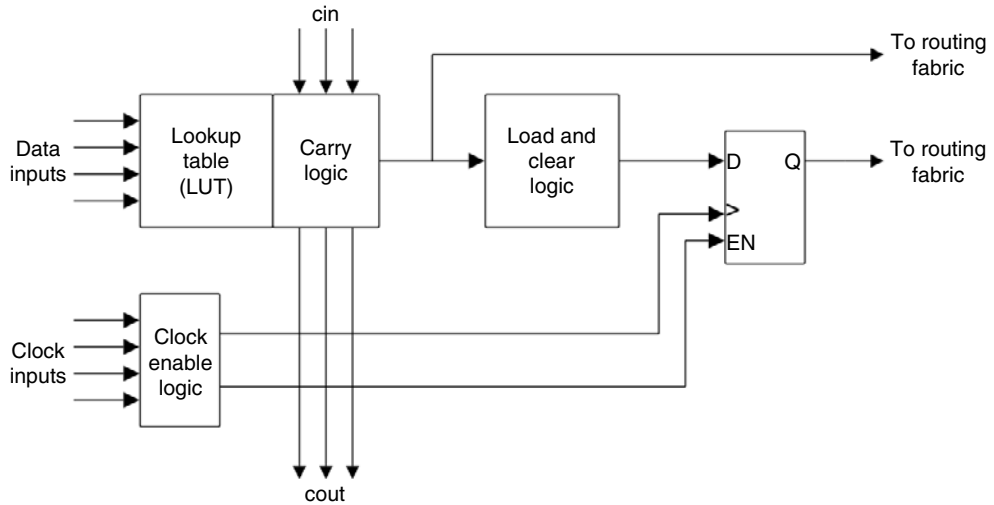 cin
To routing
fabric
Data
inputs
Lookup
table
(LUT)
Carry
logic
Load and
clear
logic
D
Q
EN
To routing
fabric
Clock
inputs
Clock
enable
logic
cout